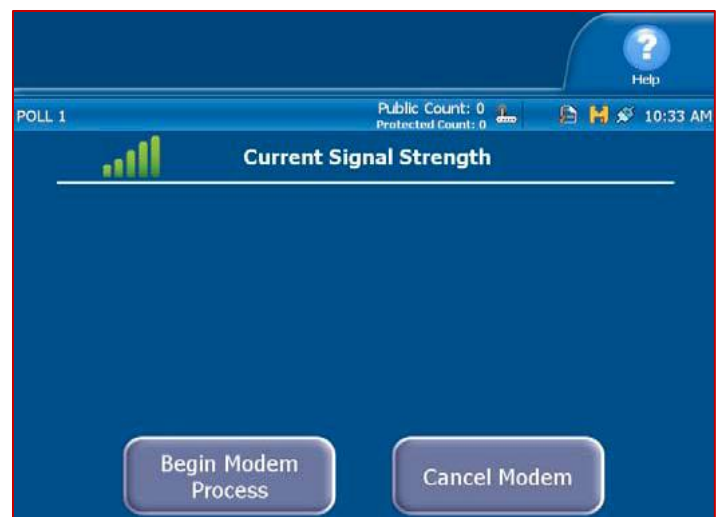 ?
Help
POLL 1
Public Count: 0
Protected Count: 0
10:33 AM
Current Signal Strength
Begin Modem
Process
Cancel Modem